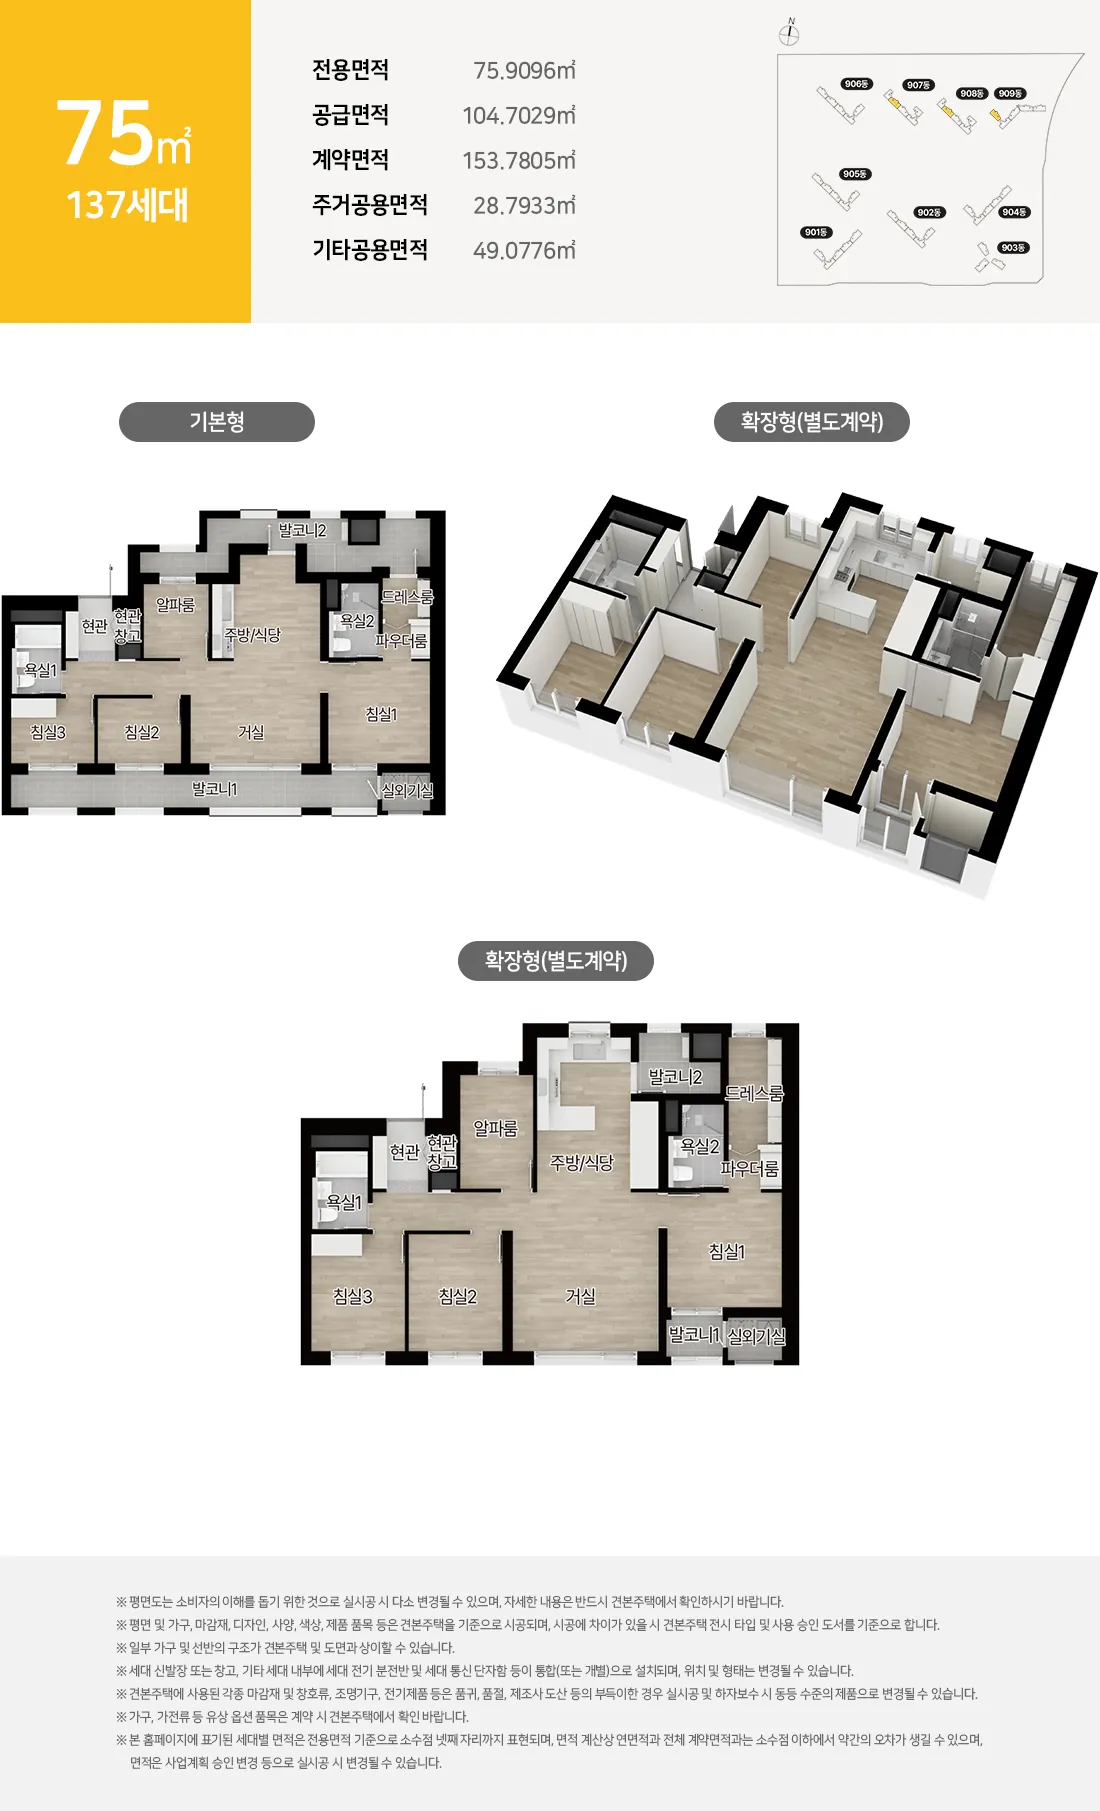 75㎡
137세대
전용면적 75.9096㎡
공급면적 104.7029㎡
계약면적 153.7805㎡
주거공용면적 28.7933㎡
기타공용면적 49.0776㎡
N
906동
907동
908동
909동
905동
902동
904동
901동
903동
기본형
확장형(별도계약)
발코니2
알파룸
드레스룸
현관
현관
창고
욕실2
주방/식당
파우더룸
욕실1
침실1
침실3
침실2
거실
발코니1
실외기실
확장형(별도계약)
발코니2
드레스룸
알파룸
현관
현관
창고
욕실2
주방/식당
파우더룸
욕실1
침실1
침실3
침실2
거실
발코니1
실외기실
※ 평면도는 소비자의 이해를 돕기 위한 것으로 실시공 시 다소 변경될 수 있으며, 자세한 내용은 반드시 견본주택에서 확인하시기 바랍니다.
※ 평면 및 가구, 마감재, 디자인, 사양, 색상, 제품 품목 등은 견본주택을 기준으로 시공되며, 시공에 차이가 있을 시 견본주택 전시 타입 및 사용 승인 도서를 기준으로 합니다.
※ 일부 가구 및 선반의 구조가 견본주택 및 도면과 상이할 수 있습니다.
※ 세대 신발장 또는 창고, 기타 세대 내부에 세대 전기 분전반 및 세대 통신 단자함 등이 통합(또는 개별)으로 설치되며, 위치 및 형태는 변경될 수 있습니다.
※ 견본주택에 사용된 각종 마감재 및 창호류, 조명기구, 전기제품 등은 품귀, 품절, 제조사 도산 등의 부득이한 경우 실시공 및 하자보수 시 동등 수준의 제품으로 변경될 수 있습니다.
※ 가구, 가전류 등 유상 옵션 품목은 계약 시 견본주택에서 확인 바랍니다.
※ 본 홈페이지에 표기된 세대별 면적은 전용면적 기준으로 소수점 넷째 자리까지 표현되며, 면적 계산상 연면적과 전체 계약면적과는 소수점 이하에서 약간의 오차가 생길 수 있으며,
면적은 사업계획 승인 변경 등으로 실시공 시 변경될 수 있습니다.